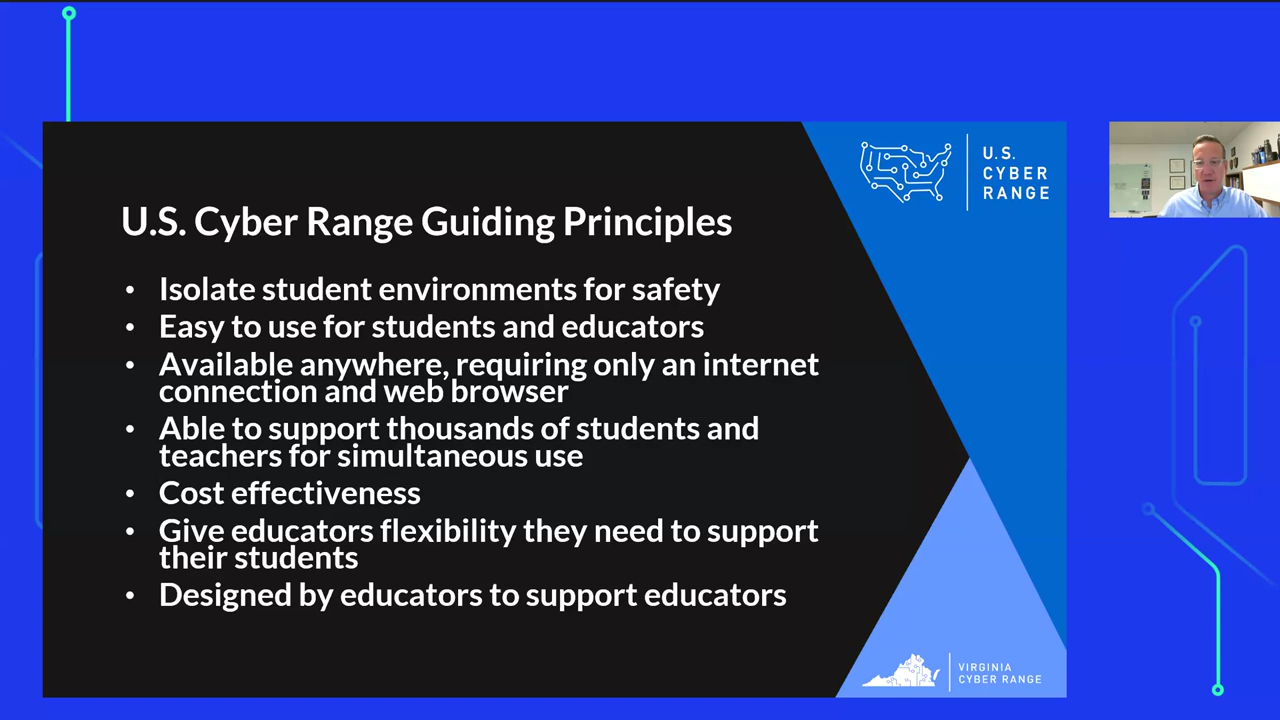 U.S.
CYBER
RANGE
U.S. Cyber Range Guiding Principles
• Isolate student environments for safety
• Easy to use for students and educators
• Available anywhere, requiring only an internet
connection and web browser
• Able to support thousands of students and
teachers for simultaneous use
• Cost effectiveness
• Give educators flexibility they need to support
their students
• Designed by educators to support educators
VIRGINIA
CYBER RANGE